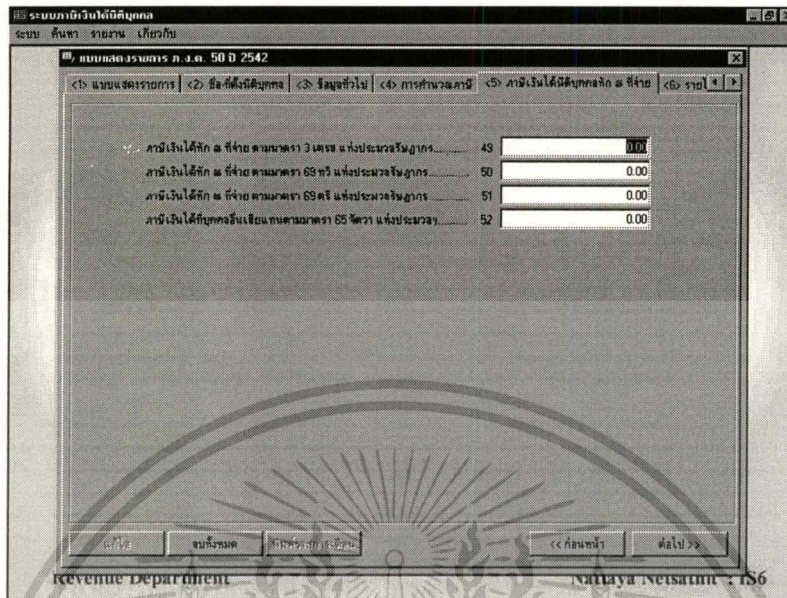 ระบบภาษีเงินได้นิติบุคคล
ระบบ ค้นหา รายงาน เกี่ยวกับ
แบบแสดงรายการ ภ.ง.ด. 50 ปี 2542
<1> แบบแสดงรายการ <2> ชื่อ-ที่ตั้งนิติบุคคล <3> ข้อมูลทั่วไป <4> การคำนวณภาษี <5> ภาษีเงินได้นิติบุคคลหัก ณ ที่จ่าย <6> รายไ
ภาษีเงินได้หัก ณ ที่จ่าย ตามมาตรา 3 เตรส แห่งประมวลรัษฎากร........... 49 0.00
ภาษีเงินได้หัก ณ ที่จ่าย ตามมาตรา 69 ทวิ แห่งประมวลรัษฎากร........... 50 0.00
ภาษีเงินได้หัก ณ ที่จ่าย ตามมาตรา 69 ตรี แห่งประมวลรัษฎากร........... 51 0.00
ภาษีเงินได้ที่บุคคลอื่นเสียแทนตามมาตรา 65 จัตวา แห่งประมวลฯ.......... 52 0.00
แก้ไข จบทั้งหมด << ก่อนหน้า ต่อไป >>
Revenue Department Nattaya Netsathit : IS6